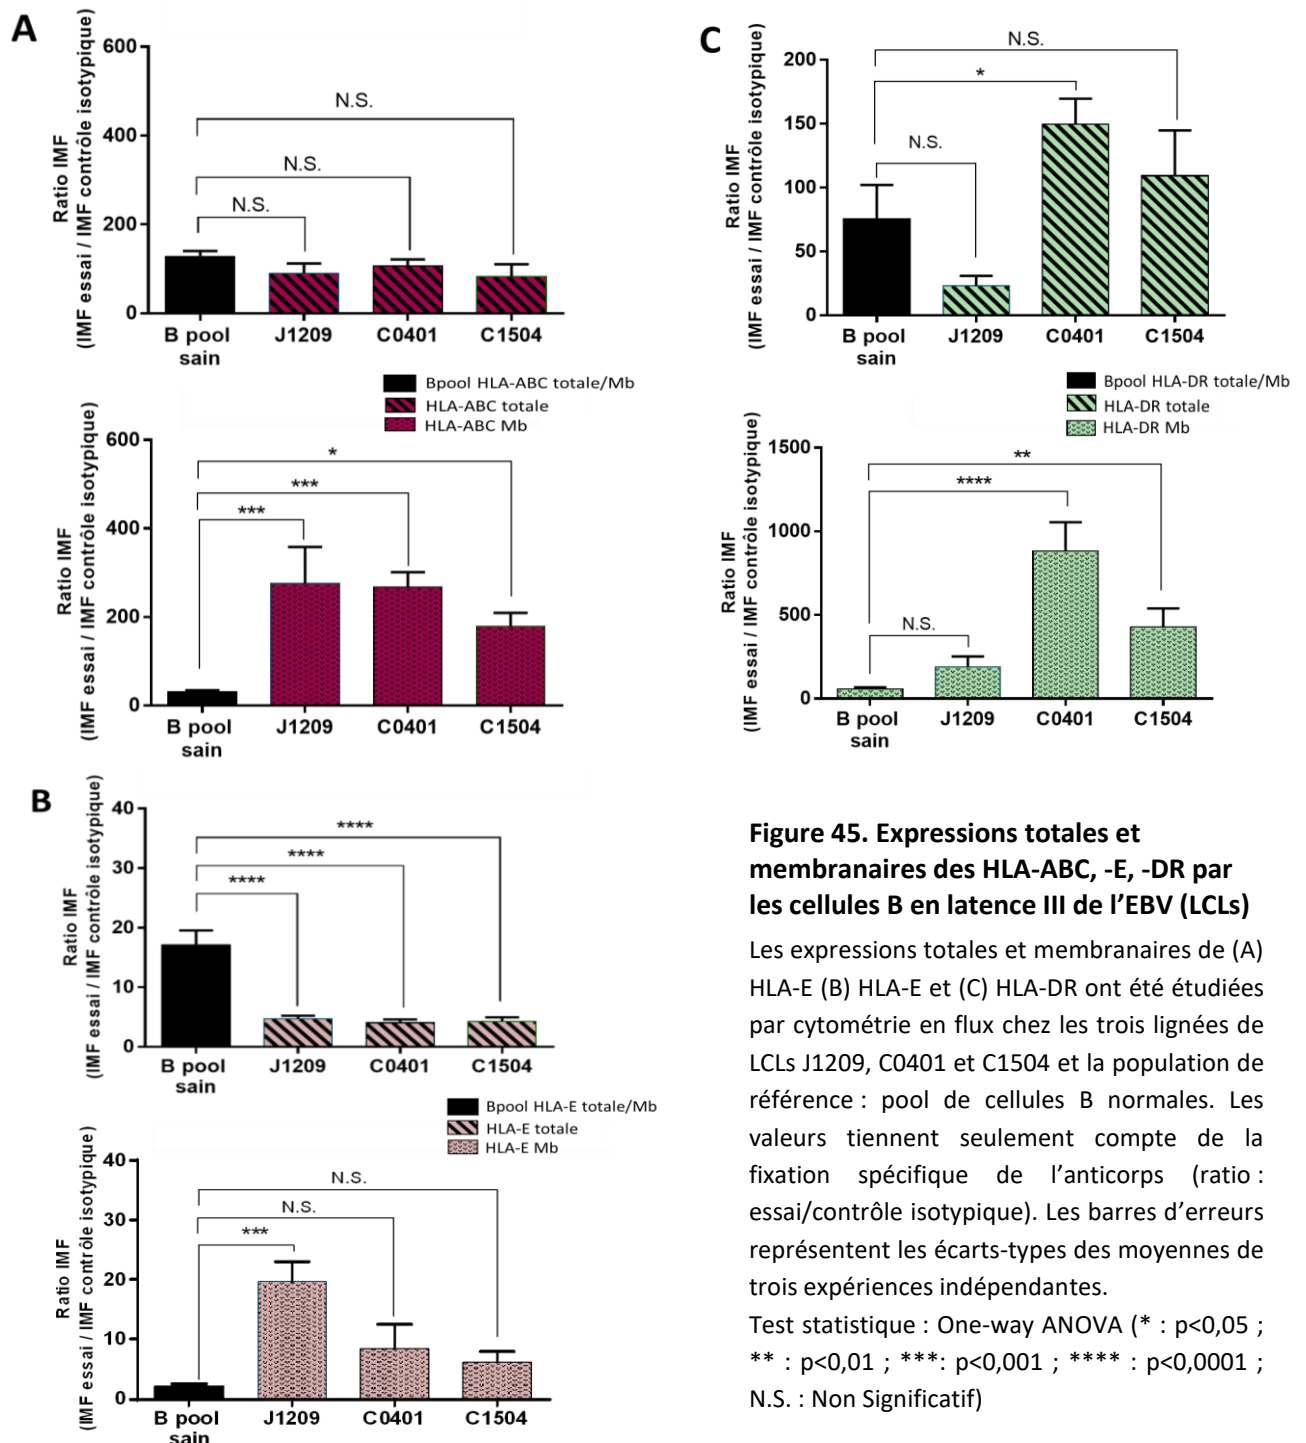 A
Ratio IMF
(IMF essai / IMF contrôle isotypique)
600
400
200
0
N.S.
N.S.
N.S.
B pool
sain
J1209
C0401
C1504
Bpool HLA-ABC totale/Mb
HLA-ABC totale
HLA-ABC Mb
Ratio IMF
(IMF essai / IMF contrôle isotypique)
600
400
200
0
*
***
***
B pool
sain
J1209
C0401
C1504
B
Ratio IMF
(IMF essai / IMF contrôle isotypique)
40
30
20
10
0
****
****
****
B pool
sain
J1209
C0401
C1504
Bpool HLA-E totale/Mb
HLA-E totale
HLA-E Mb
Ratio IMF
(IMF essai / IMF contrôle isotypique)
40
30
20
10
0
N.S.
N.S.
***
B pool
sain
J1209
C0401
C1504
C
Ratio IMF
(IMF essai / IMF contrôle isotypique)
200
150
100
50
0
N.S.
*
N.S.
B pool
sain
J1209
C0401
C1504
Bpool HLA-DR totale/Mb
HLA-DR totale
HLA-DR Mb
Ratio IMF
(IMF essai / IMF contrôle isotypique)
1500
1000
500
0
**
****
N.S.
B pool
sain
J1209
C0401
C1504
Figure 45. Expressions totales et
membranaires des HLA-ABC, -E, -DR par
les cellules B en latence III de l’EBV (LCLs)
Les expressions totales et membranaires de (A)
HLA-E (B) HLA-E et (C) HLA-DR ont été étudiées
par cytométrie en flux chez les trois lignées de
LCLs J1209, C0401 et C1504 et la population de
référence : pool de cellules B normales. Les
valeurs tiennent seulement compte de la
fixation spécifique de l’anticorps (ratio :
essai/contrôle isotypique). Les barres d’erreurs
représentent les écarts-types des moyennes de
trois expériences indépendantes.
Test statistique : One-way ANOVA (* : p<0,05 ;
** : p<0,01 ; ***: p<0,001 ; **** : p<0,0001 ;
N.S. : Non Significatif)